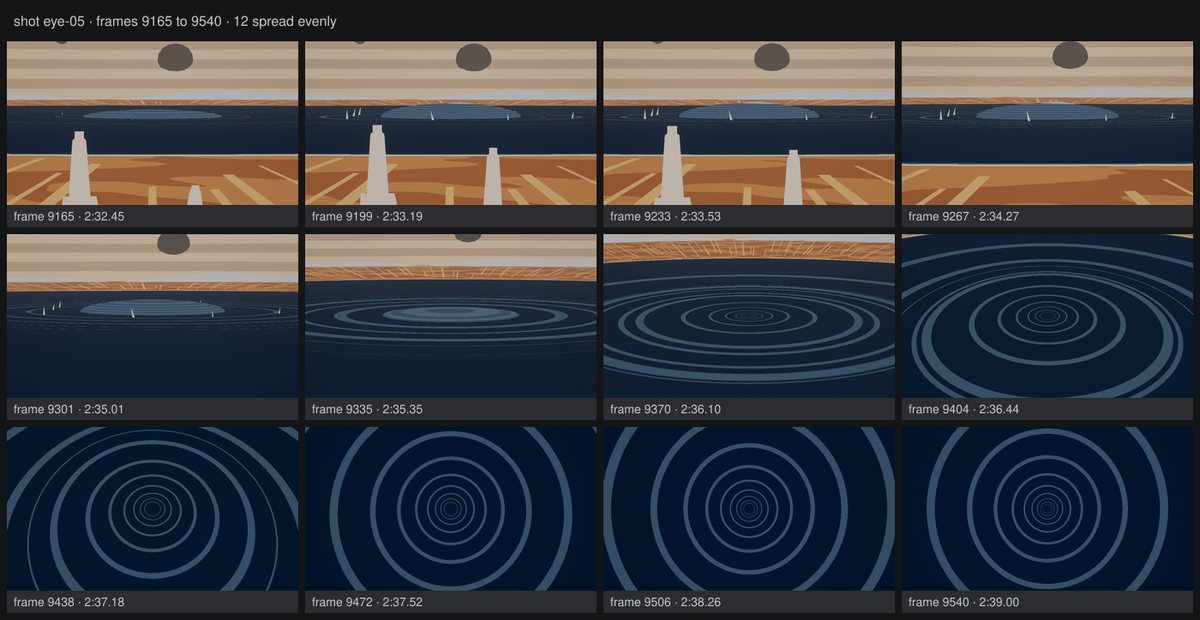 shot eye-05 · frames 9165 to 9540 · 12 spread evenly
frame 9165 · 2:32.45
frame 9199 · 2:33.19
frame 9233 · 2:33.53
frame 9267 · 2:34.27
frame 9301 · 2:35.01
frame 9335 · 2:35.35
frame 9370 · 2:36.10
frame 9404 · 2:36.44
frame 9438 · 2:37.18
frame 9472 · 2:37.52
frame 9506 · 2:38.26
frame 9540 · 2:39.00